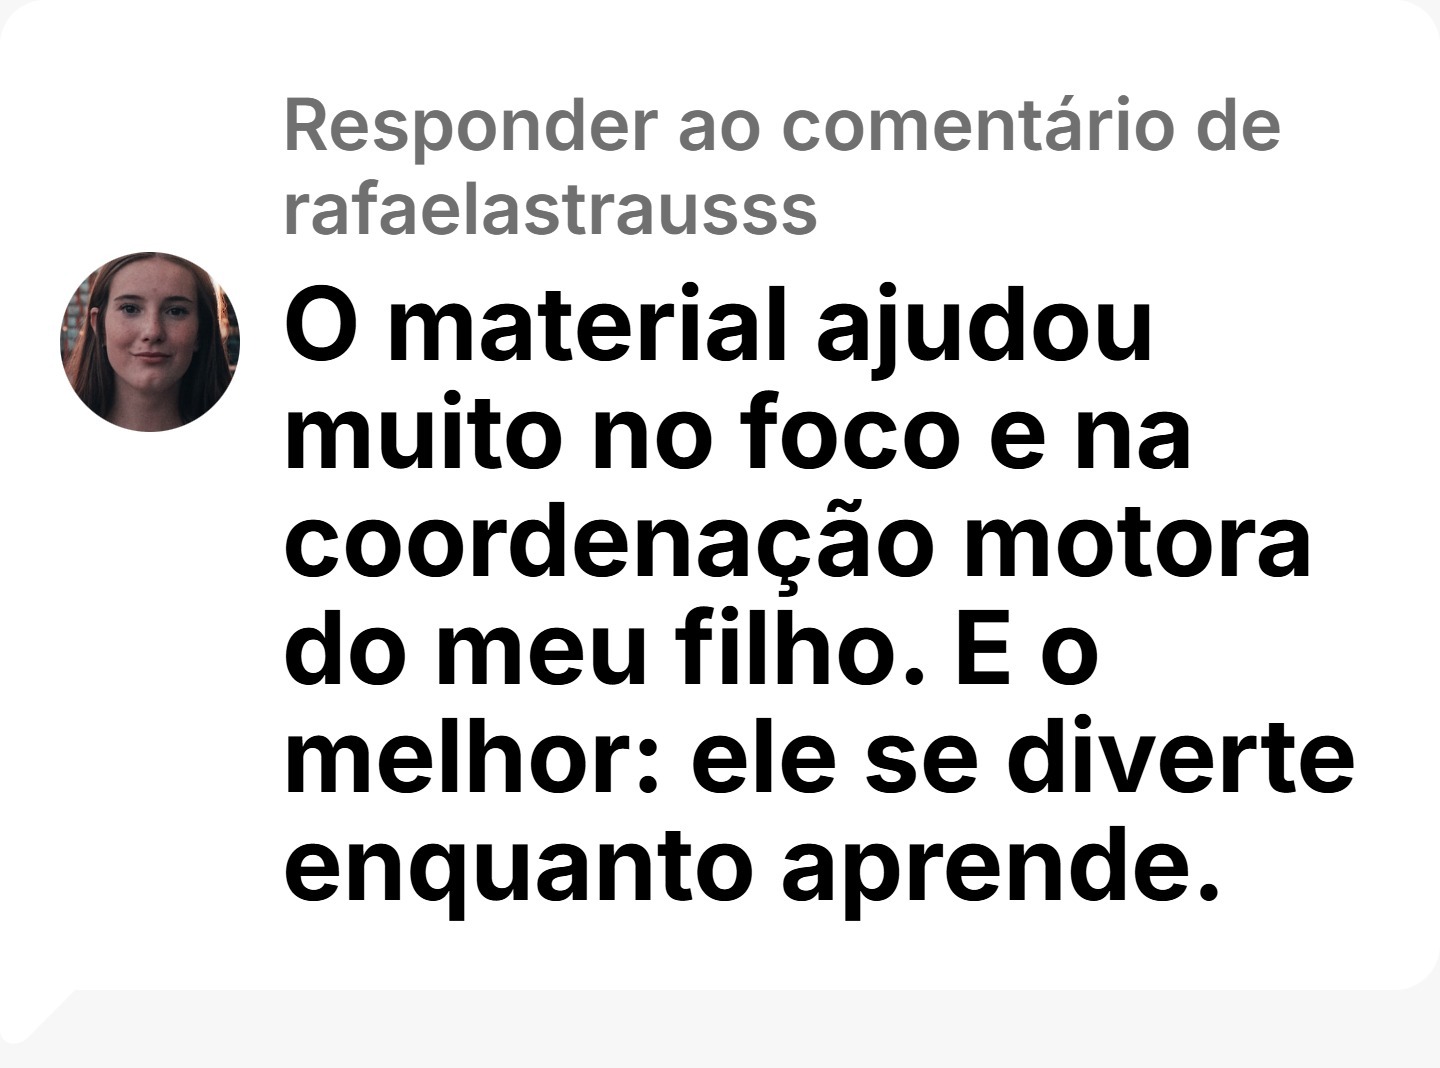 Responder ao comentário de
rafaelastrausss
O material ajudou
muito no foco e na
coordenação motora
do meu filho. E o
melhor: ele se diverte
enquanto aprende.